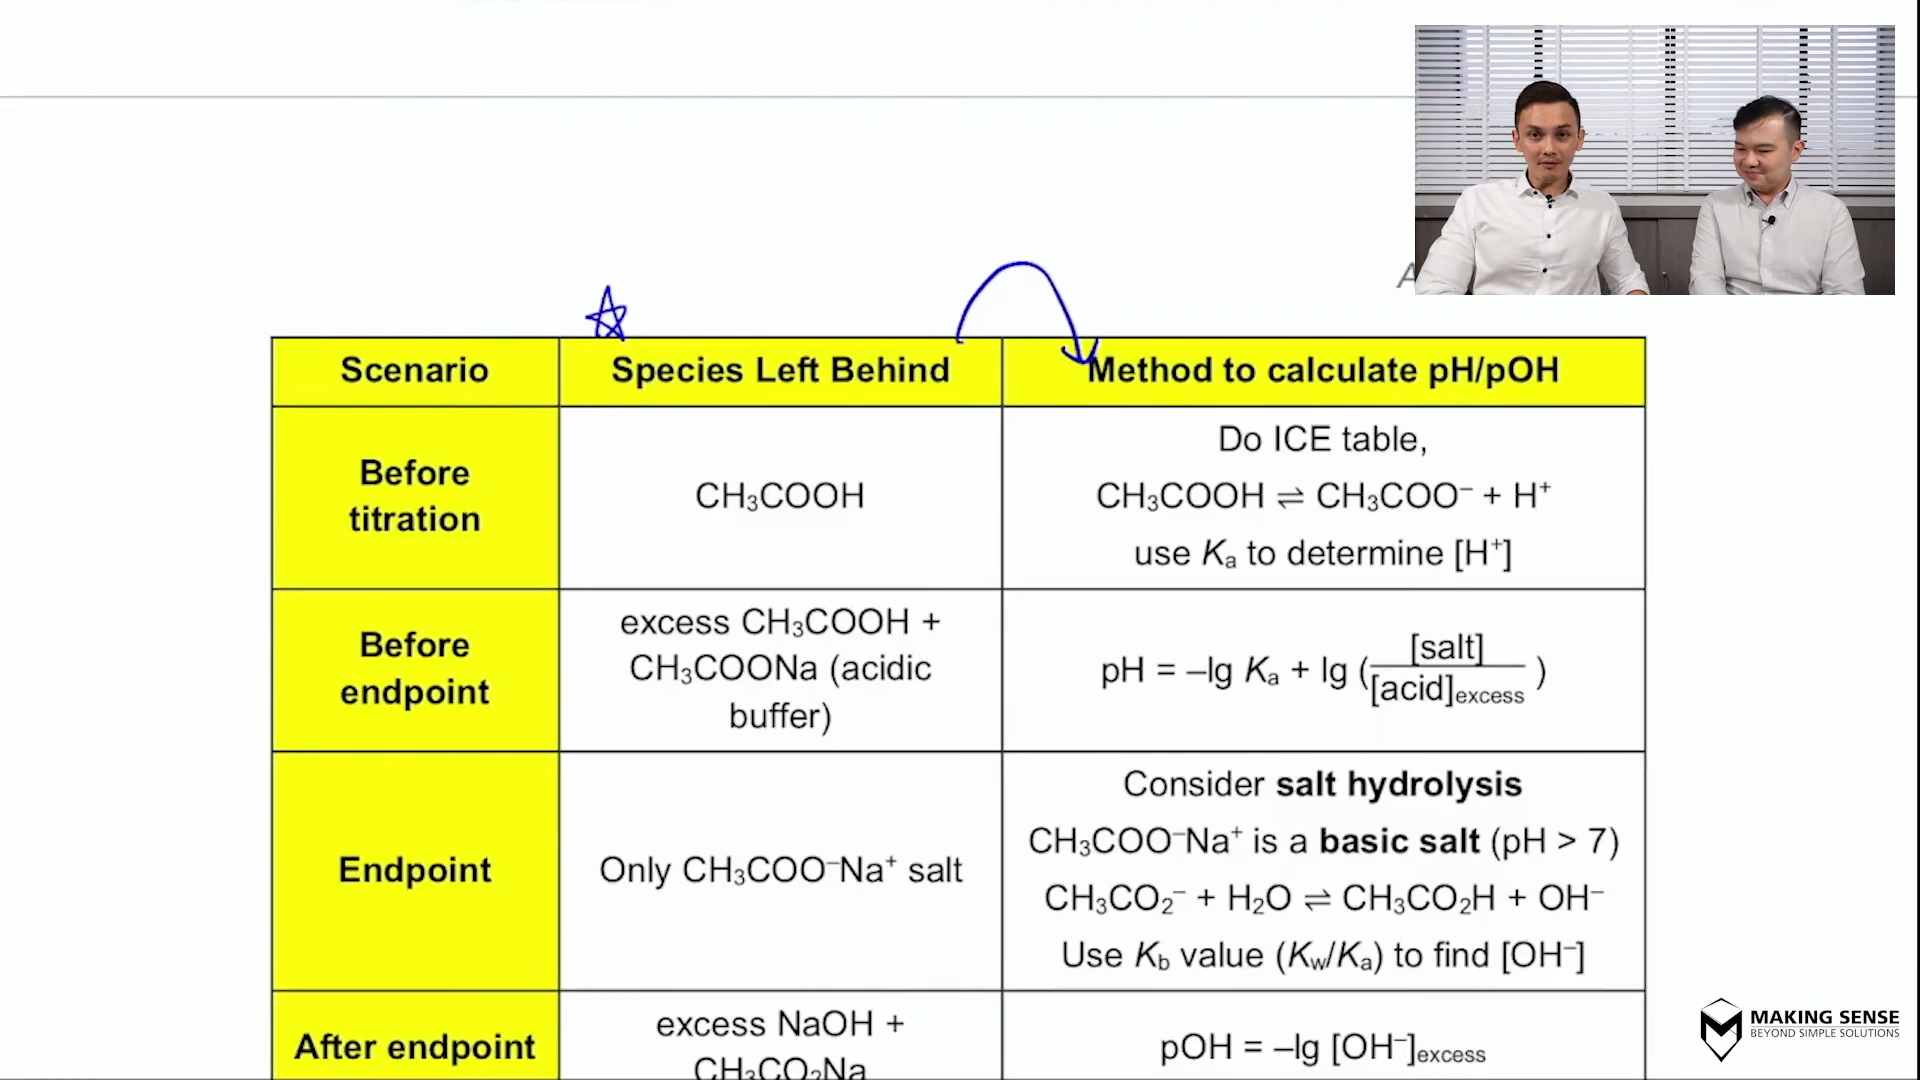 A
Scenario
Species Left Behind
Method to calculate pH/pOH
Before
titration
CH₃COOH
Do ICE table,
CH₃COOH ⇌ CH₃COO⁻ + H⁺
use Kₐ to determine [H⁺]
Before
endpoint
excess CH₃COOH +
CH₃COONa (acidic
buffer)
pH = –lg Kₐ + lg ([salt]/[acid]excess)
Endpoint
Only CH₃COO⁻Na⁺ salt
Consider salt hydrolysis
CH₃COO⁻Na⁺ is a basic salt (pH > 7)
CH₃CO₂⁻ + H₂O ⇌ CH₃CO₂H + OH⁻
Use Kb value (Kw/Kₐ) to find [OH⁻]
After endpoint
excess NaOH +
CH₃CO₂Na
pOH = –lg [OH⁻]excess
MAKING SENSE
BEYOND SIMPLE SOLUTIONS